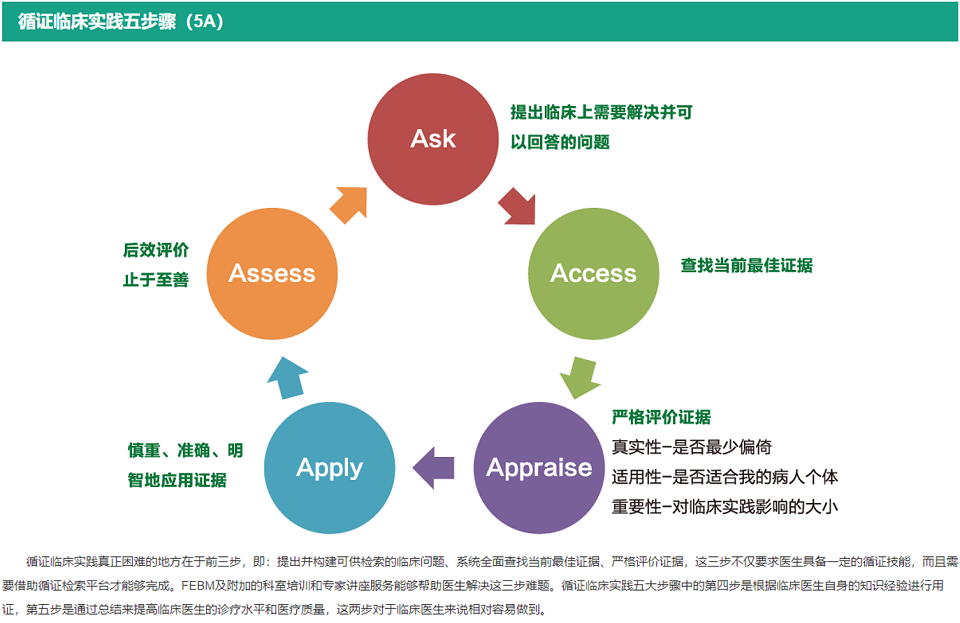 循证临床实践五步骤（5A）
Ask
提出临床上需要解决并可
以回答的问题
Access
查找当前最佳证据
Appraise
严格评价证据
真实性–是否最少偏倚
适用性–是否适合我的病人个体
重要性–对临床实践影响的大小
Apply
慎重、准确、明
智地应用证据
Assess
后效评价
止于至善
循证临床实践真正困难的地方在于前三步，即：提出并构建可供检索的临床问题、系统全面查找当前最佳证据、严格评价证据，这三步不仅要求医生具备一定的循证技能，而且需
要借助循证检索平台才能够完成。FEBM及附加的科室培训和专家讲座服务能够帮助医生解决这三步难题。循证临床实践五大步骤中的第四步是根据临床医生自身的知识经验进行用
证，第五步是通过总结来提高临床医生的诊疗水平和医疗质量，这两步对于临床医生来说相对容易做到。